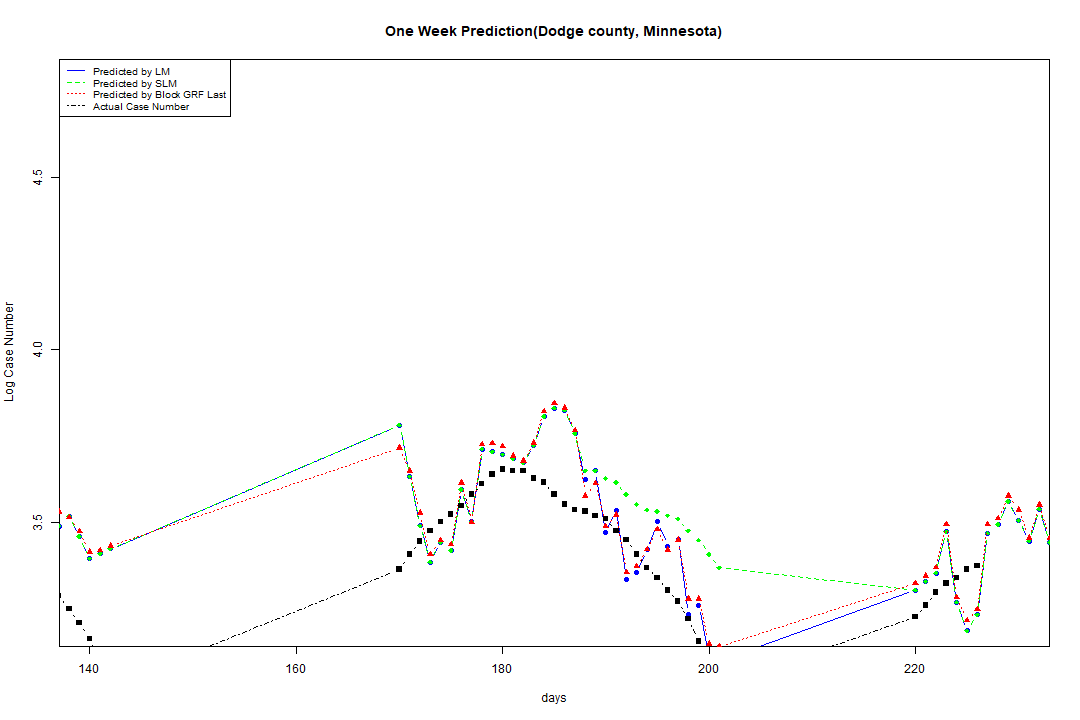 One Week Prediction(Dodge county, Minnesota)
Predicted by LM
Predicted by SLM
Predicted by Block GRF Last
Actual Case Number
Log Case Number
4.5
4.0
3.5
140 160 180 200 220
days